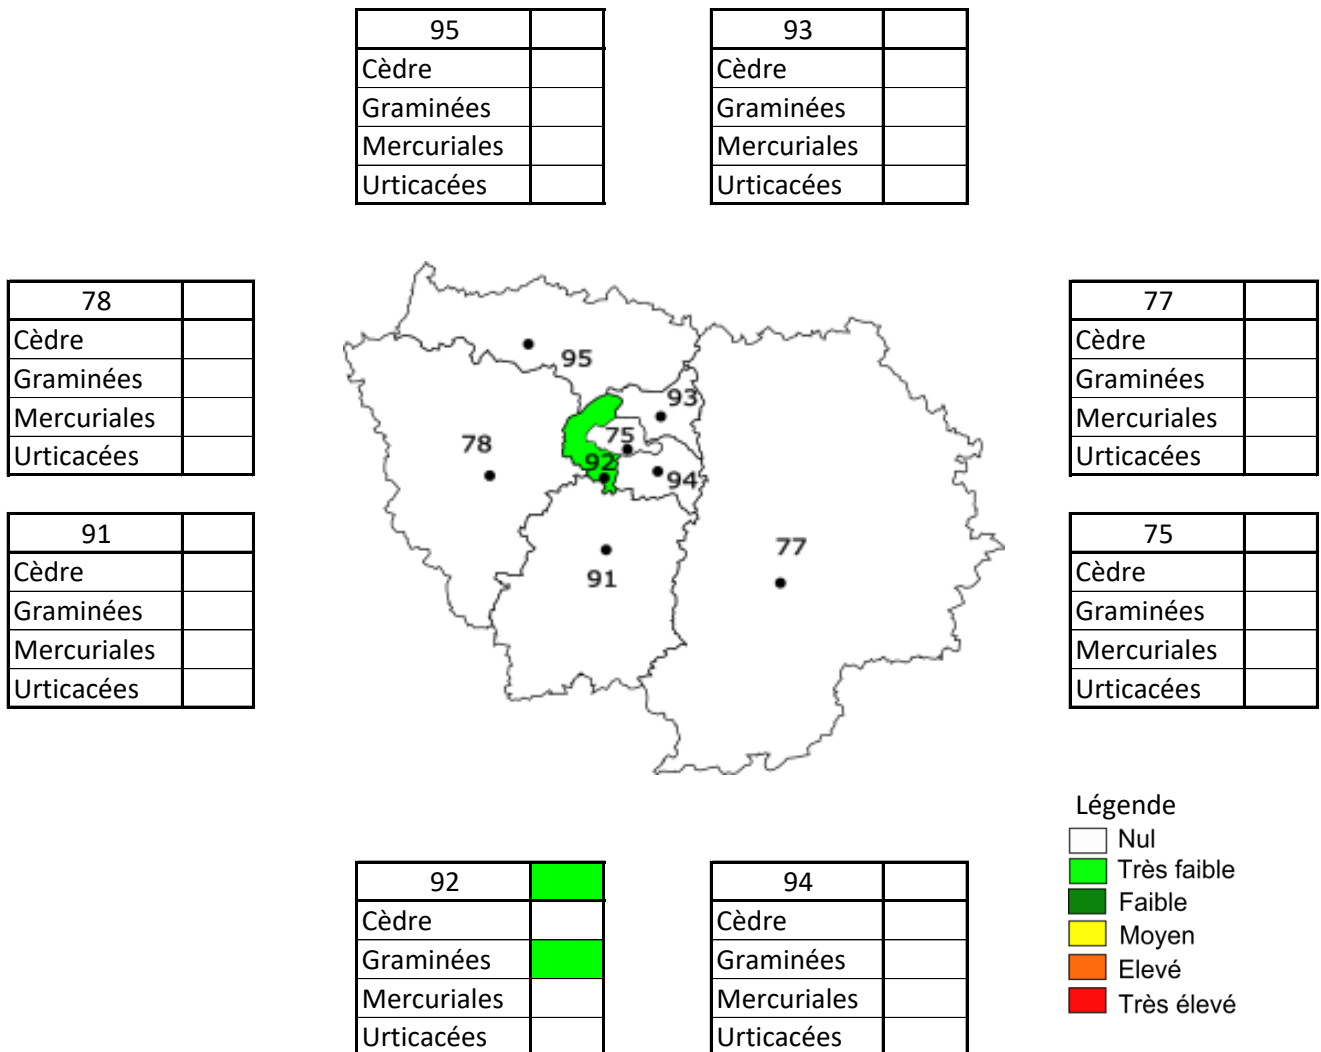 95
Cèdre
Graminées
Mercuriales
Urticacées
93
Cèdre
Graminées
Mercuriales
Urticacées
78
Cèdre
Graminées
Mercuriales
Urticacées
91
Cèdre
Graminées
Mercuriales
Urticacées
95
93
75
78
92
94
77
91
77
Cèdre
Graminées
Mercuriales
Urticacées
75
Cèdre
Graminées
Mercuriales
Urticacées
92
Cèdre
Graminées
Mercuriales
Urticacées
94
Cèdre
Graminées
Mercuriales
Urticacées
Légende
Nul
Très faible
Faible
Moyen
Elevé
Très élevé